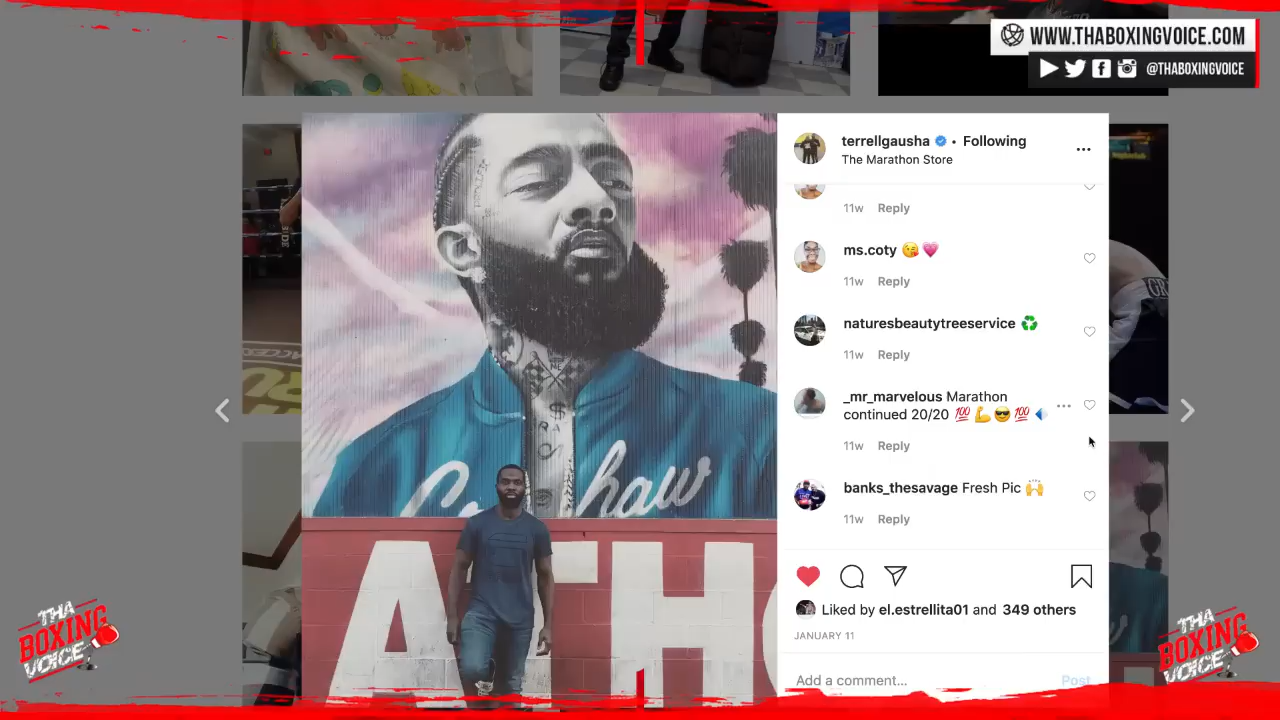 WWW.THABOXINGVOICE.COM
@THABOXINGVOICE
terrellgausha • Following
The Marathon Store
11w Reply
ms.coty 😘💗
11w Reply
naturesbeautytreeservice ♻️
11w Reply
_mr_marvelous Marathon
continued 20/20 💯💪😎💯
11w Reply
banks_thesavage Fresh Pic 🙌
11w Reply
Liked by el.estrellita01 and 349 others
JANUARY 11
Add a comment... Post
haw
ATH
THA
BOXING
VOICE
THA
BOXING
VOICE